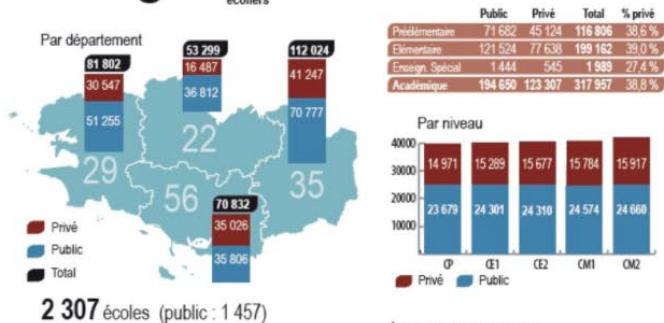 écoliers
Par département
81 802
30 547
51 255
29
53 299
16 487
36 812
22
112 024
41 247
70 777
35
56
70 832
35 026
35 806
Privé
Public
Total
2 307 écoles (public : 1 457)
Public Privé Total % privé
Préélémentaire 71 682 45 124 116 806 38,6 %
Elémentaire 121 524 77 638 199 162 39,0 %
Enseign. Spécial 1 444 545 1 989 27,4 %
Académique 194 650 123 307 317 957 38,8 %
Par niveau
40000
30000
20000
10000
14 971 15 289 15 677 15 784 15 917
23 679 24 301 24 310 24 574 24 660
CP CE1 CE2 CM1 CM2
Privé Public